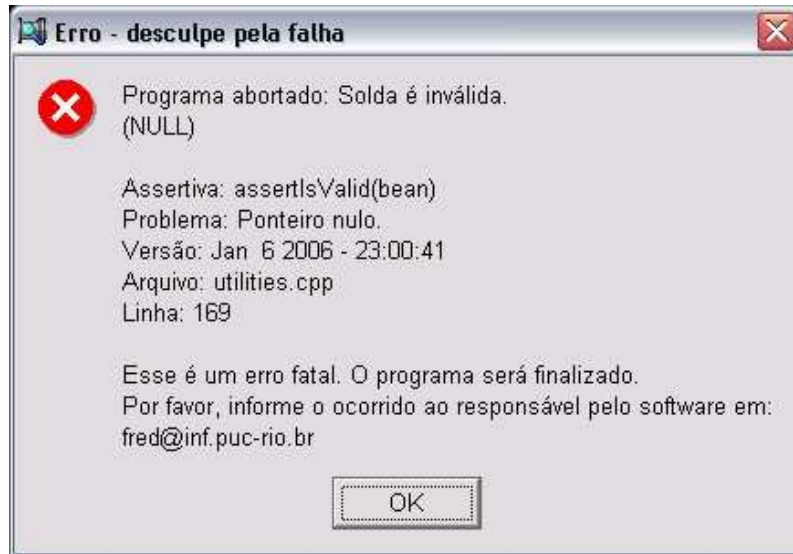 Erro - desculpe pela falha
Programa abortado: Solda é inválida.
(NULL)
Assertiva: assertIsValid(bean)
Problema: Ponteiro nulo.
Versão: Jan  6 2006 - 23:00:41
Arquivo: utilities.cpp
Linha: 169
Esse é um erro fatal. O programa será finalizado.
Por favor, informe o ocorrido ao responsável pelo software em:
fred@inf.puc-rio.br
OK